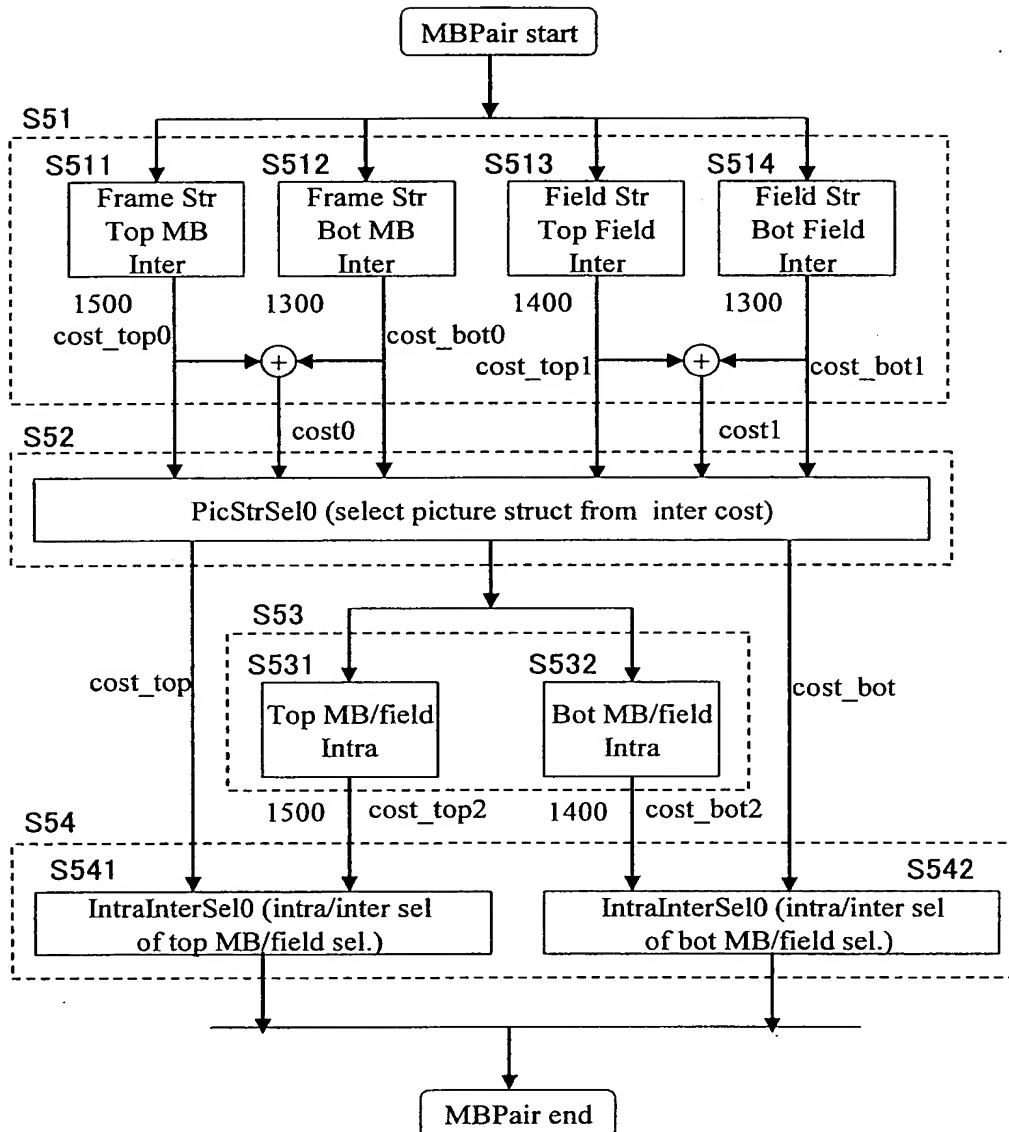 MBPair start
S51
S511
S512
S513
S514
Frame Str
Top MB
Inter
Frame Str
Bot MB
Inter
Field Str
Top Field
Inter
Field Str
Bot Field
Inter
1500
cost_top0
1300
cost_bot0
1400
cost_top1
1300
cost_bot1
+
+
cost0
cost1
S52
PicStrSel0 (select picture struct from inter cost)
S53
S531
S532
cost_top
cost_bot
Top MB/field
Intra
Bot MB/field
Intra
1500
cost_top2
1400
cost_bot2
S54
S541
S542
IntraInterSel0 (intra/inter sel
of top MB/field sel.)
IntraInterSel0 (intra/inter sel
of bot MB/field sel.)
MBPair end